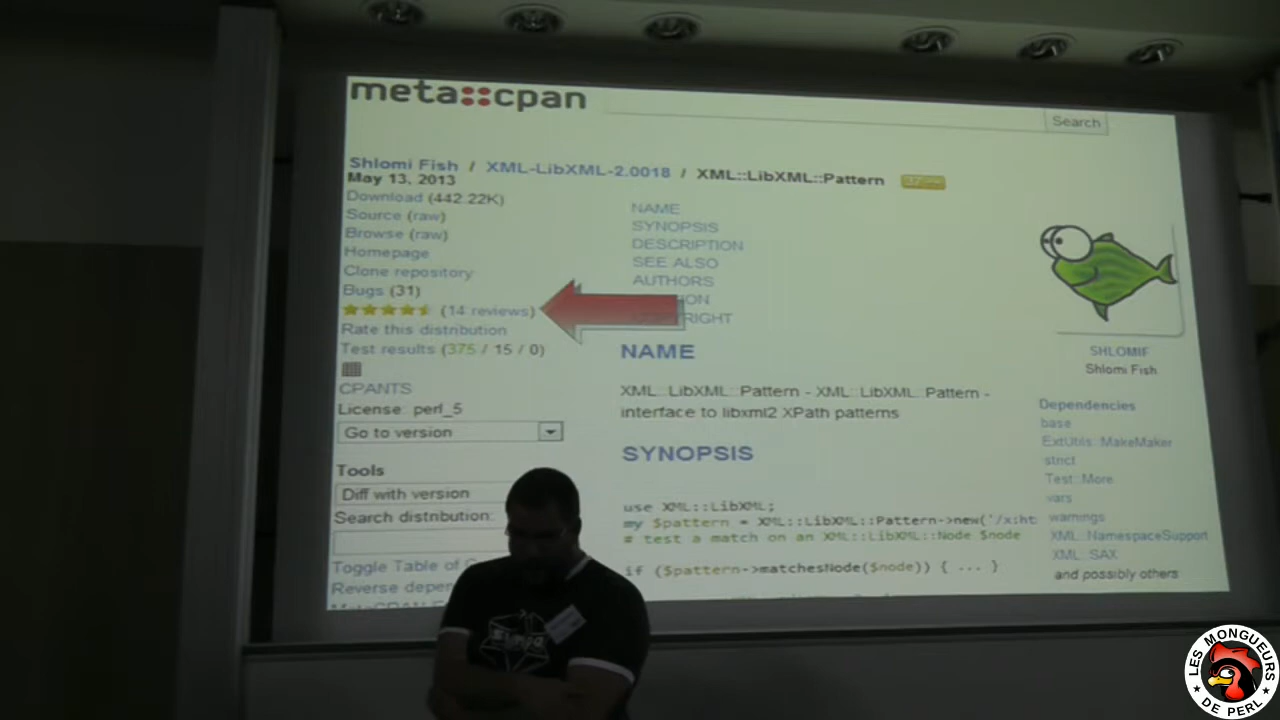 meta::cpan
Search
Shlomi Fish / XML-LibXML-2.0018 / XML::LibXML::Pattern
May 13, 2013
Download (442.22K)
Source (raw)
Browse (raw)
Homepage
Clone repository
Bugs (31)
(14 reviews)
Rate this distribution
Test results (375 / 15 / 0)
CPANTS
License: perl_5
Go to version
Tools
Diff with version
Search distribution:
Toggle Table of
Reverse
NAME
SYNOPSIS
DESCRIPTION
SEE ALSO
AUTHORS
ION
RIGHT
NAME
XML::LibXML::Pattern - XML::LibXML::Pattern -
interface to libxml2 XPath patterns
SYNOPSIS
use XML::LibXML;
my $pattern = XML::LibXML::Pattern->new('/x:ht
# test a match on an XML::LibXML::Node $node
if ($pattern->matchesNode($node)) { ... }
SHLOMIF
Shlomi Fish
Dependencies
base
ExtUtils::MakeMaker
strict
Test::More
vars
warnings
XML::NamespaceSupport
XML::SAX
and possibly others
LES MONGUEURS
DE PERL